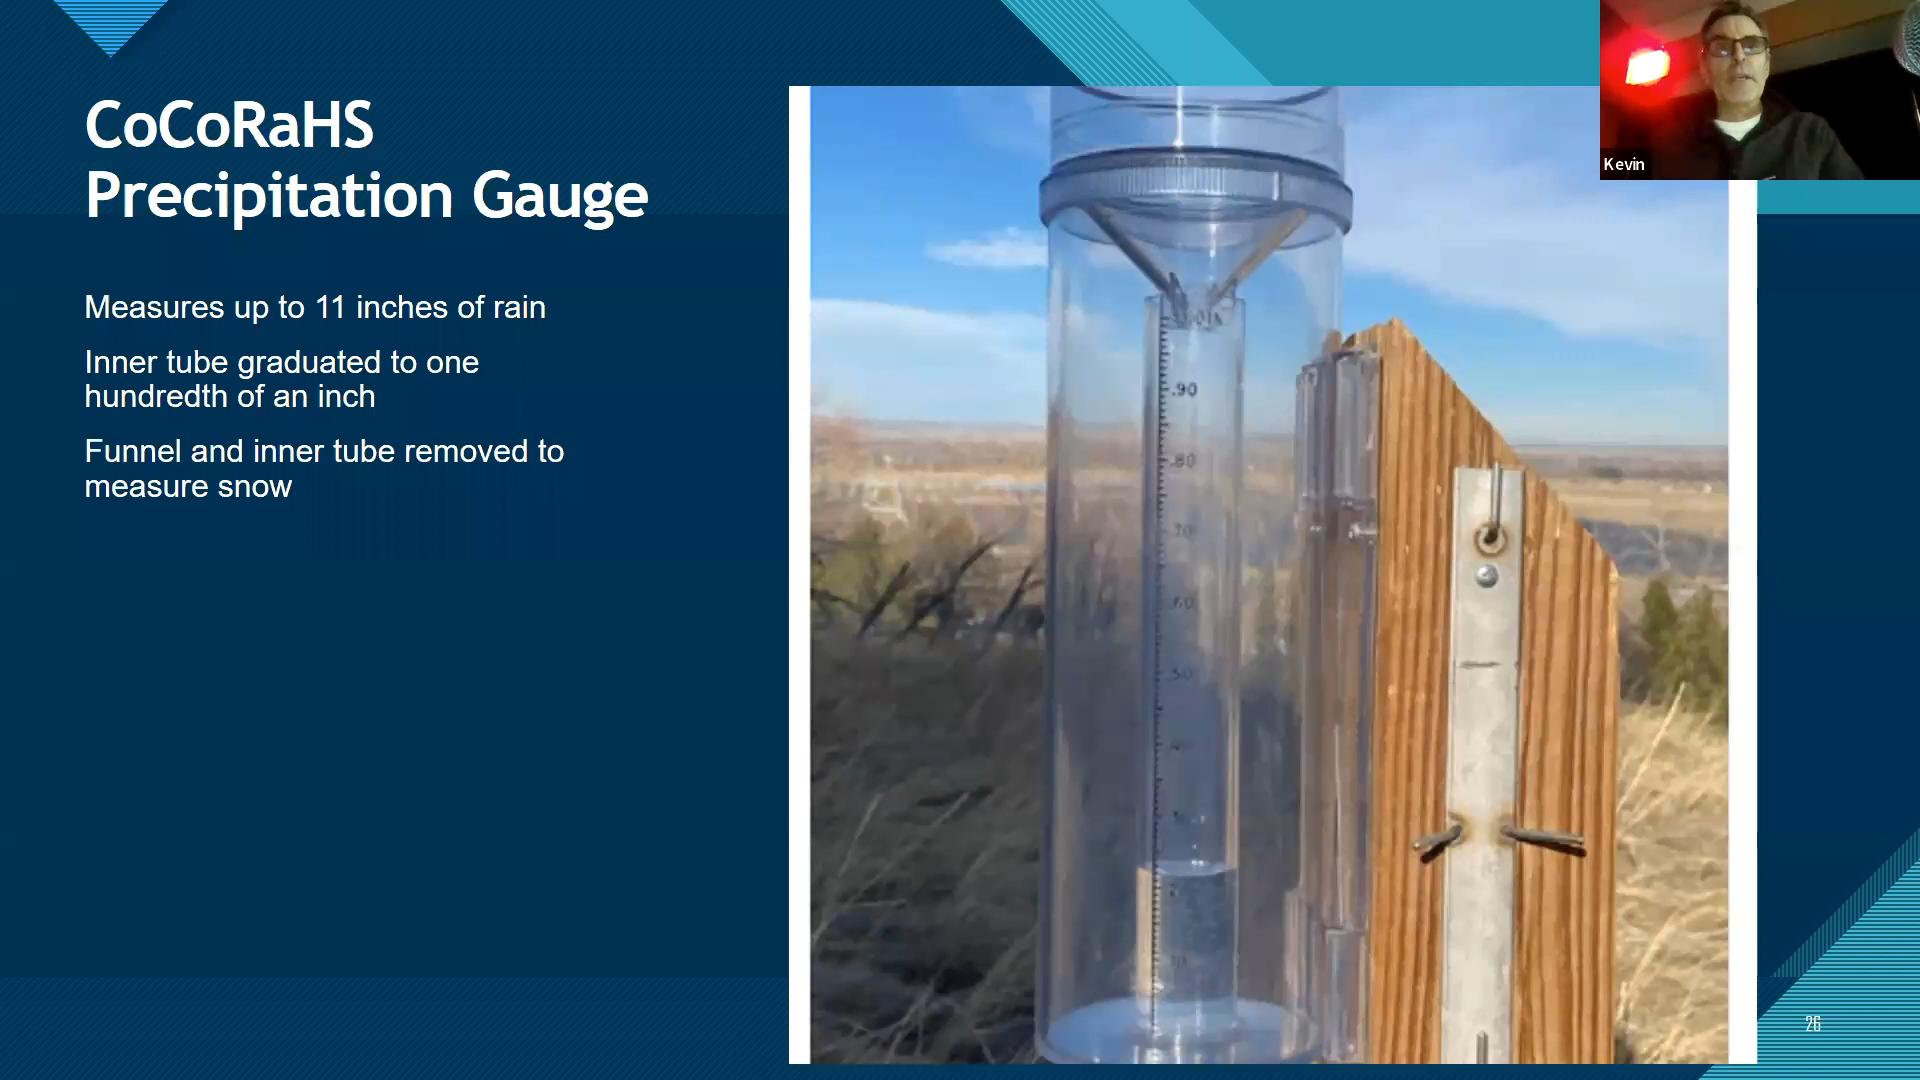 CoCoRaHS
Precipitation Gauge
Measures up to 11 inches of rain
Inner tube graduated to one
hundredth of an inch
Funnel and inner tube removed to
measure snow
.90
.80
.70
.60
.50
Kevin
26